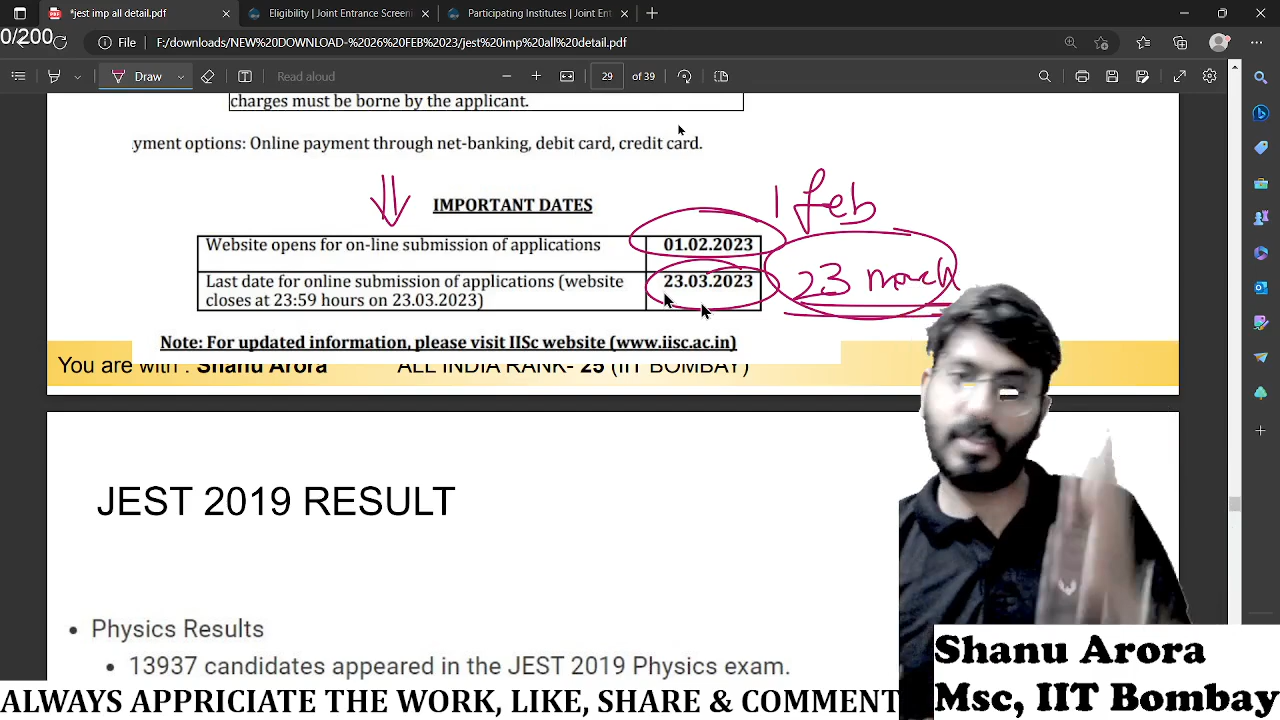 *jest imp all detail.pdf
Eligibility | Joint Entrance Screeni
Participating Institutes | Joint Ent
0/200
File
F:/downloads/NEW%20DOWNLOAD-%2026%20FEB%2023/jest%20imp%20all%20detail.pdf
Draw
Read aloud
29
of 39
charges must be borne by the applicant.
yment options: Online payment through net-banking, debit card, credit card.
IMPORTANT DATES
1 feb
Website opens for on-line submission of applications 01.02.2023
Last date for online submission of applications (website 23.03.2023
closes at 23:59 hours on 23.03.2023)
23 march
Note: For updated information, please visit IISc website (www.iisc.ac.in)
You are with : Shanu Arora ALL INDIA RANK- 25 (IIT BOMBAY)
JEST 2019 RESULT
• Physics Results
• 13937 candidates appeared in the JEST 2019 Physics exam.
Shanu Arora
Msc, IIT Bombay
ALWAYS APPRICIATE THE WORK, LIKE, SHARE & COMMENT